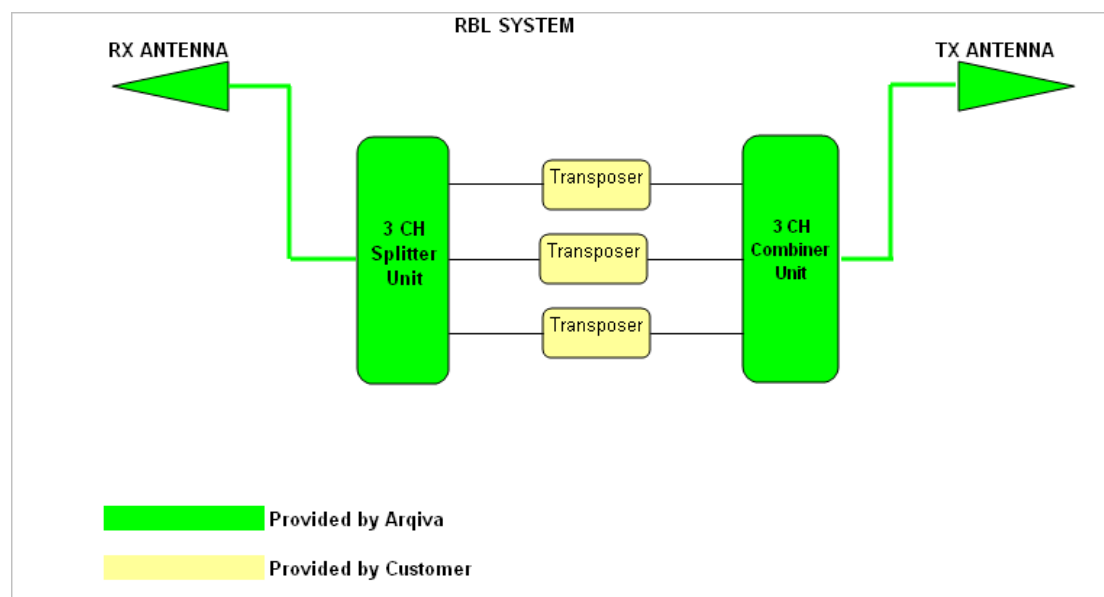 RBL SYSTEM
RX ANTENNA
TX ANTENNA
3 CH
Splitter
Unit
Transposer
Transposer
Transposer
3 CH
Combiner
Unit
Provided by Arqiva
Provided by Customer